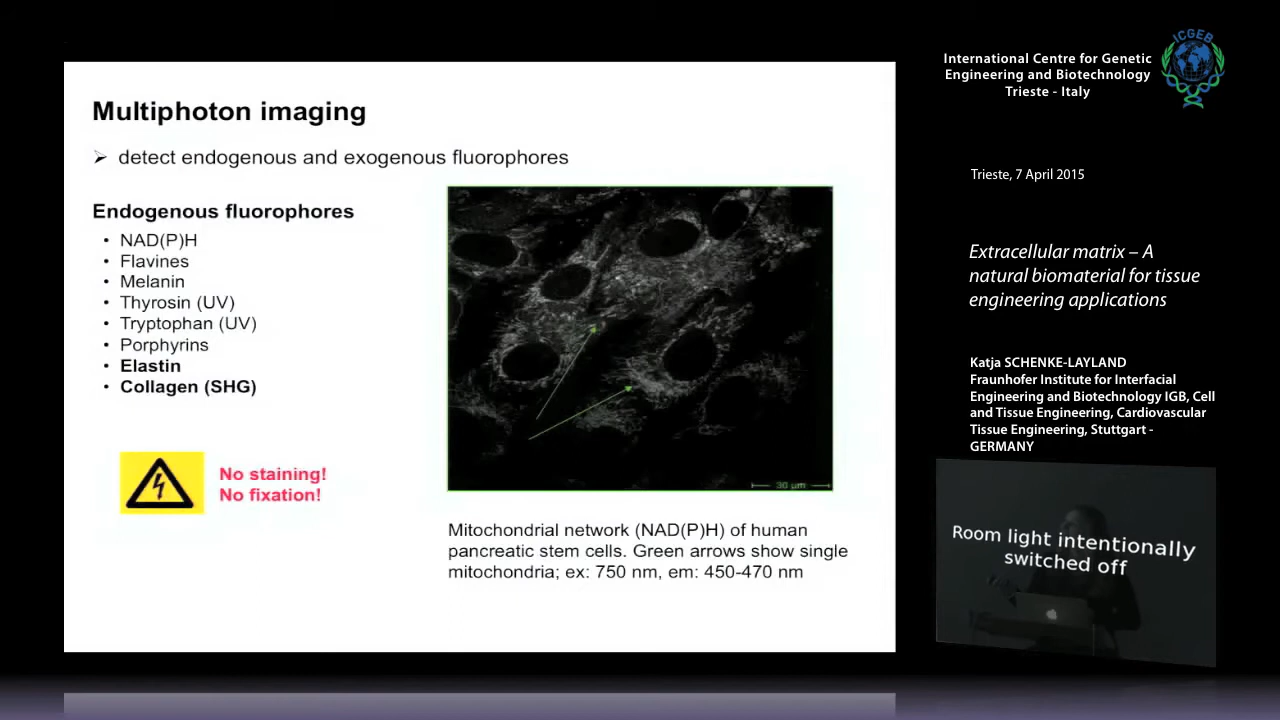 Multiphoton imaging
➢ detect endogenous and exogenous fluorophores
Endogenous fluorophores
• NAD(P)H
• Flavines
• Melanin
• Thyrosin (UV)
• Tryptophan (UV)
• Porphyrins
• Elastin
• Collagen (SHG)
No staining!
No fixation!
30 µm
Mitochondrial network (NAD(P)H) of human
pancreatic stem cells. Green arrows show single
mitochondria; ex: 750 nm, em: 450-470 nm
International Centre for Genetic
Engineering and Biotechnology
Trieste - Italy
ICGEB
Trieste, 7 April 2015
Extracellular matrix – A
natural biomaterial for tissue
engineering applications
Katja SCHENKE-LAYLAND
Fraunhofer Institute for Interfacial
Engineering and Biotechnology IGB, Cell
and Tissue Engineering, Cardiovascular
Tissue Engineering, Stuttgart -
GERMANY
Room light intentionally
switched off